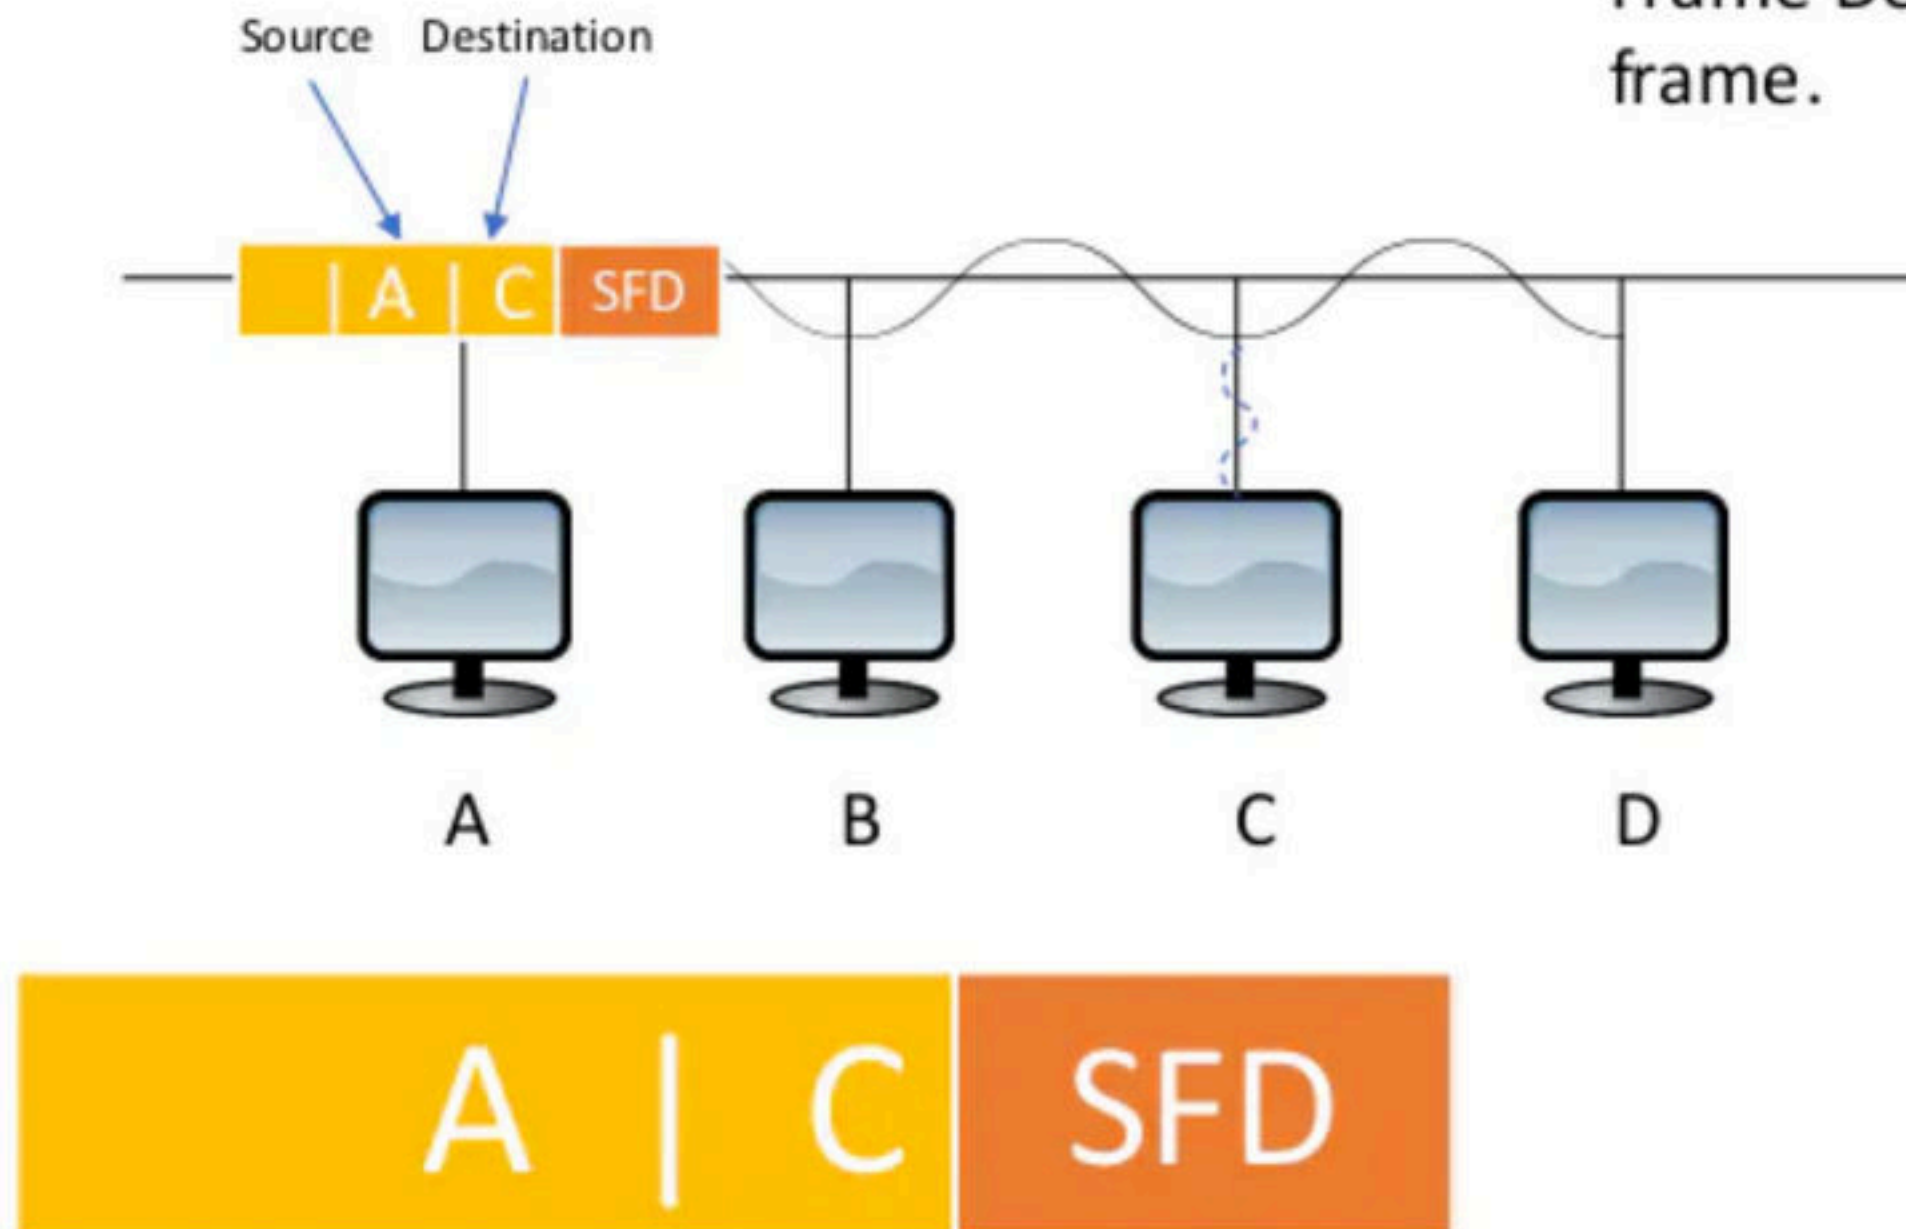 Source Destination
frame.
| A | C SFD
A B C D
A | C SFD